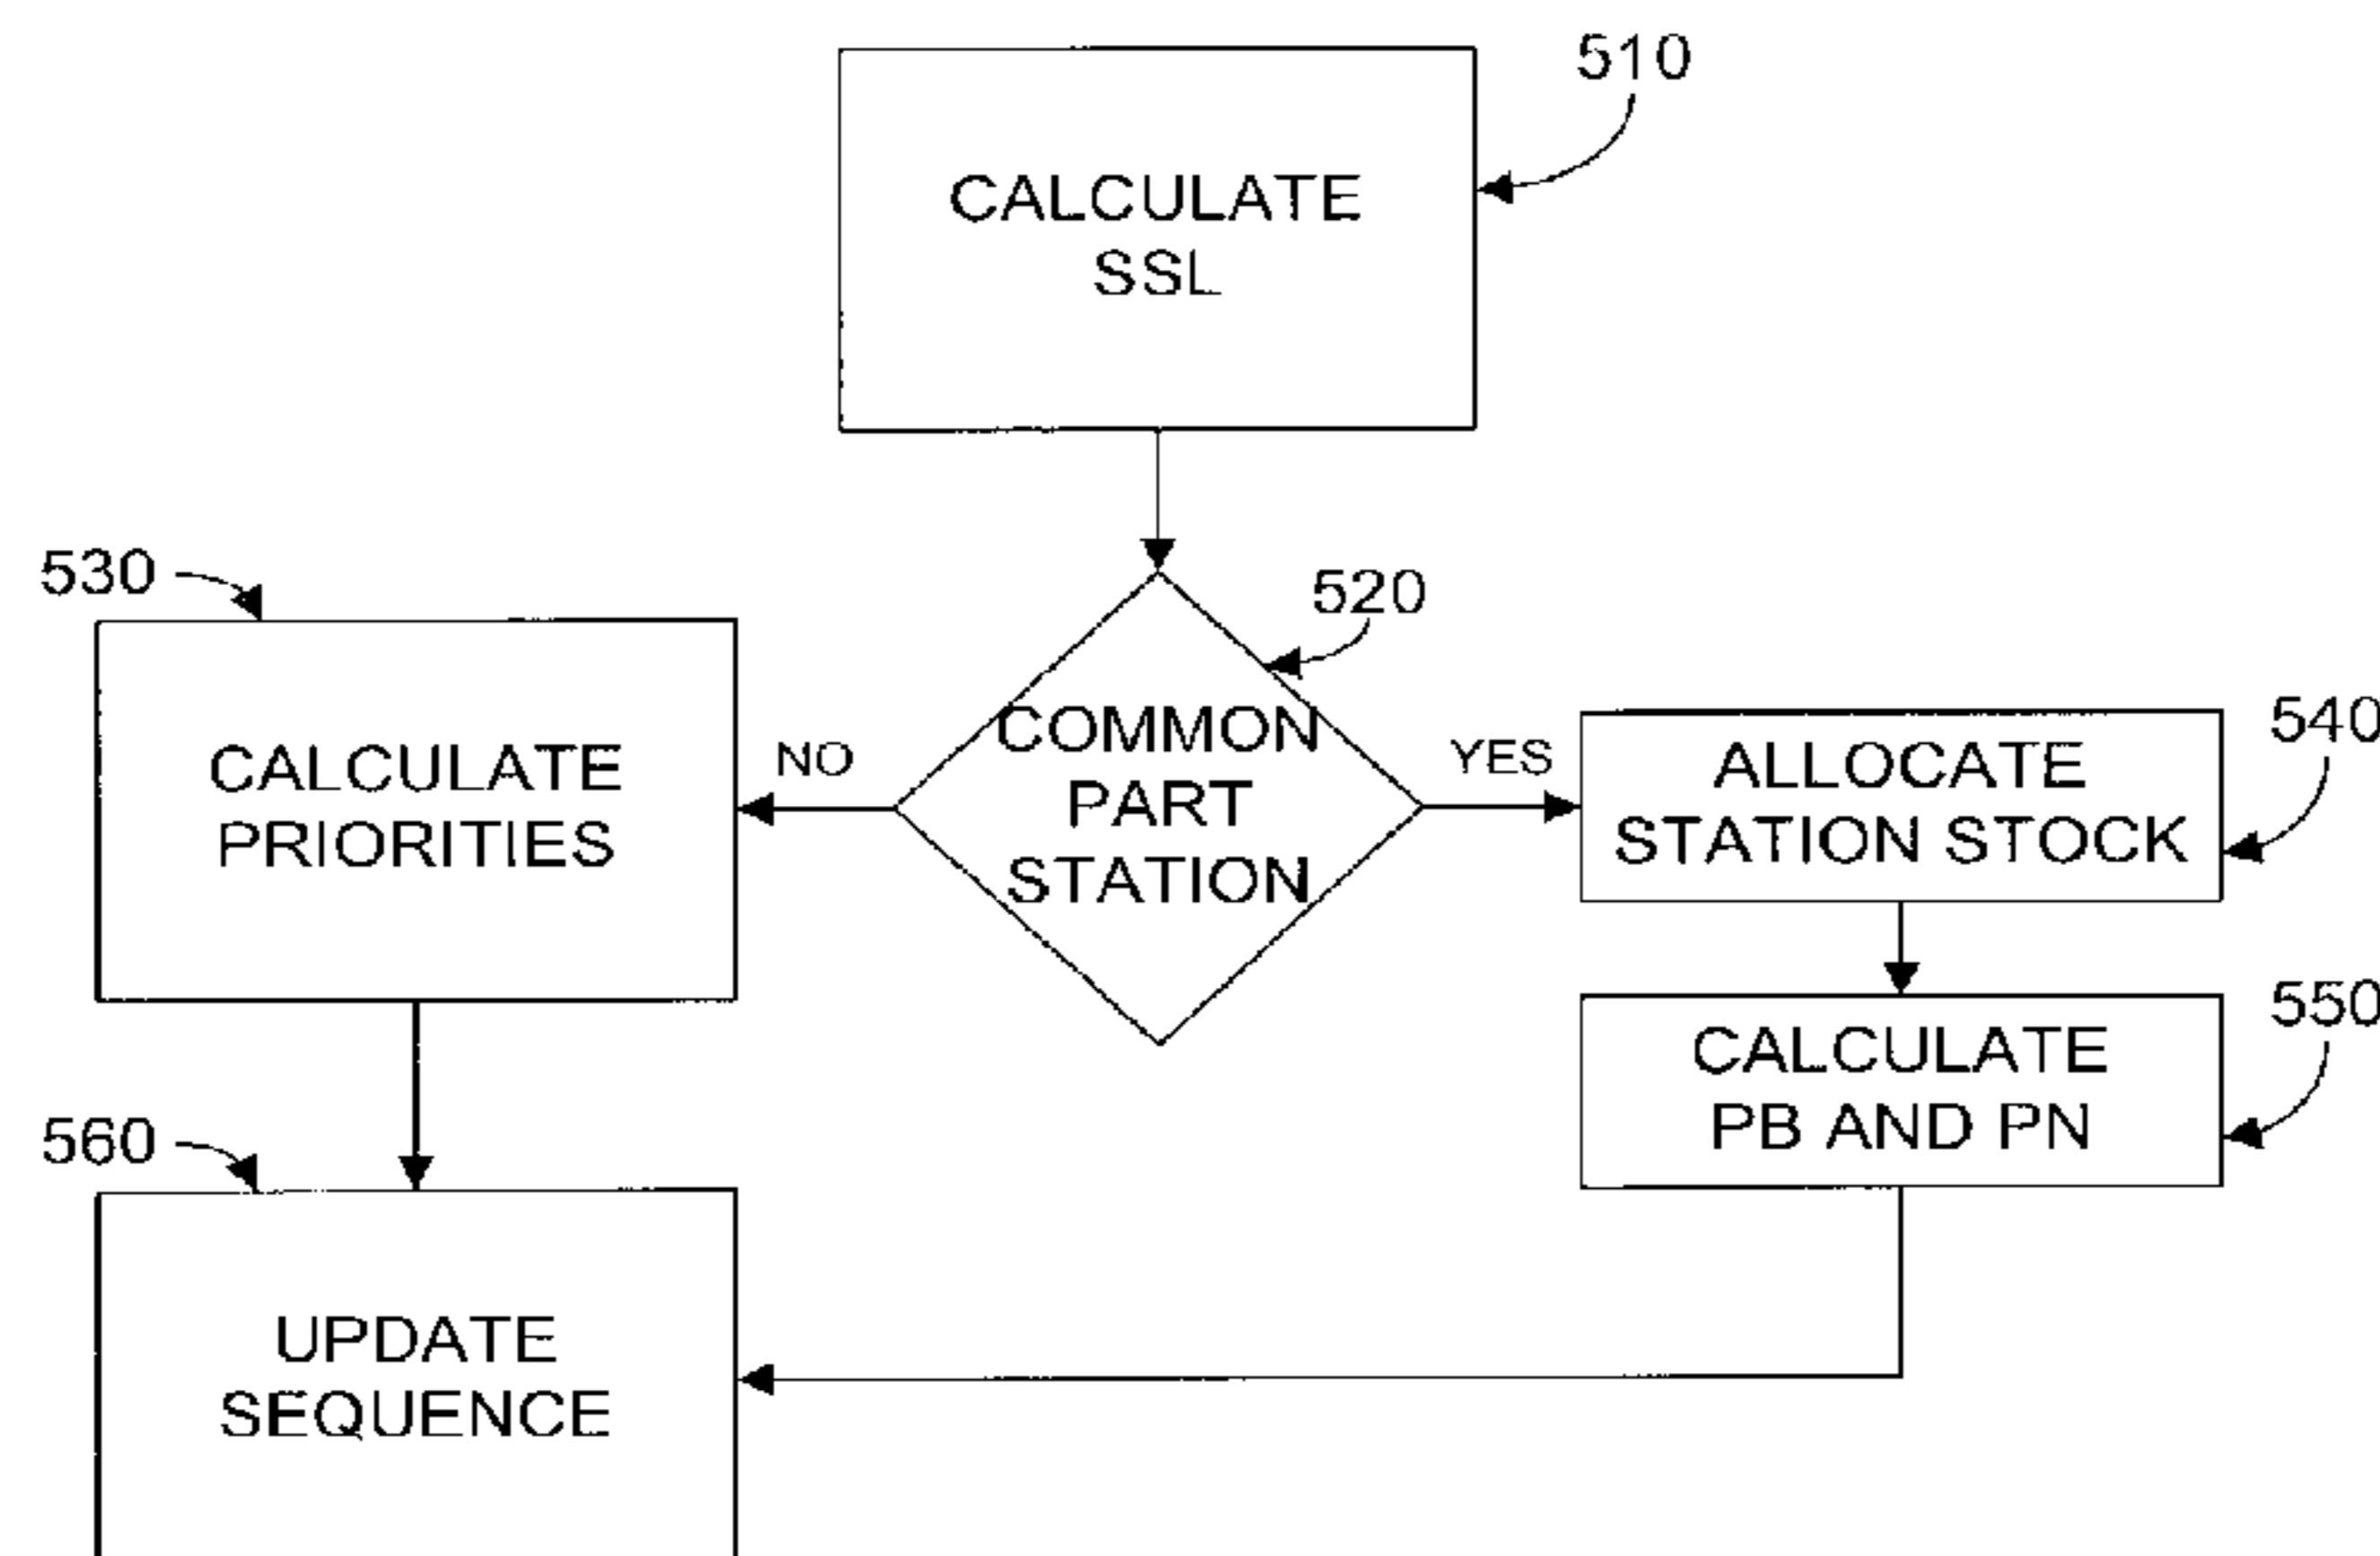 510
CALCULATE
SSL
530
520
COMMON
PART
STATION
NO
YES
CALCULATE
PRIORITIES
540
ALLOCATE
STATION STOCK
550
CALCULATE
PB AND PN
560
UPDATE
SEQUENCE